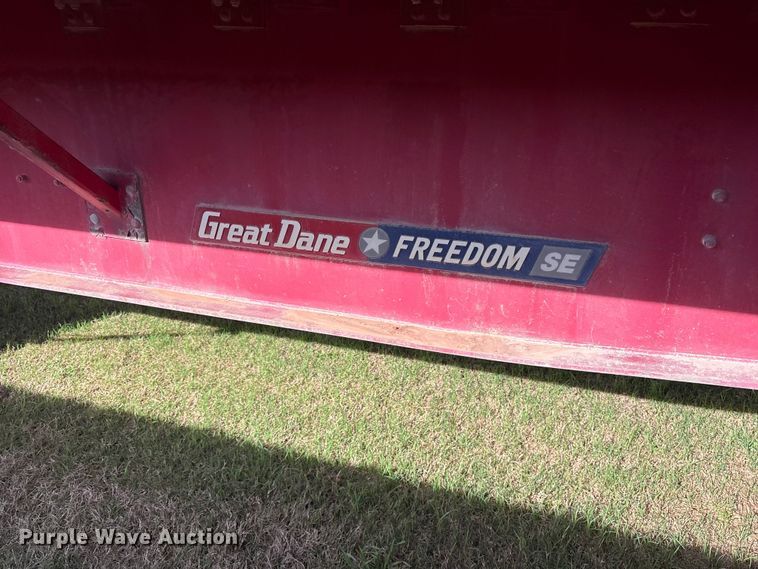 Great Dane FREEDOM SE
Purple Wave Auction